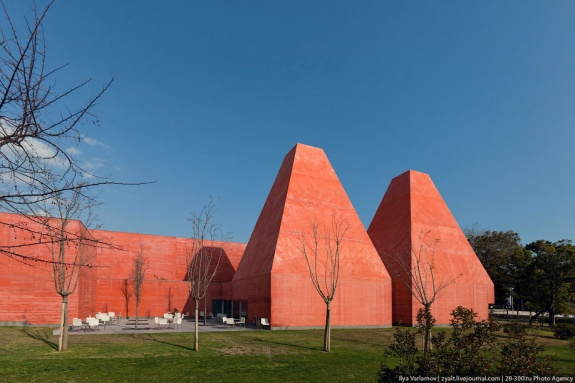 Ilya Varlamov | zyalt.livejournal.com | 28-300.ru Photo Agency